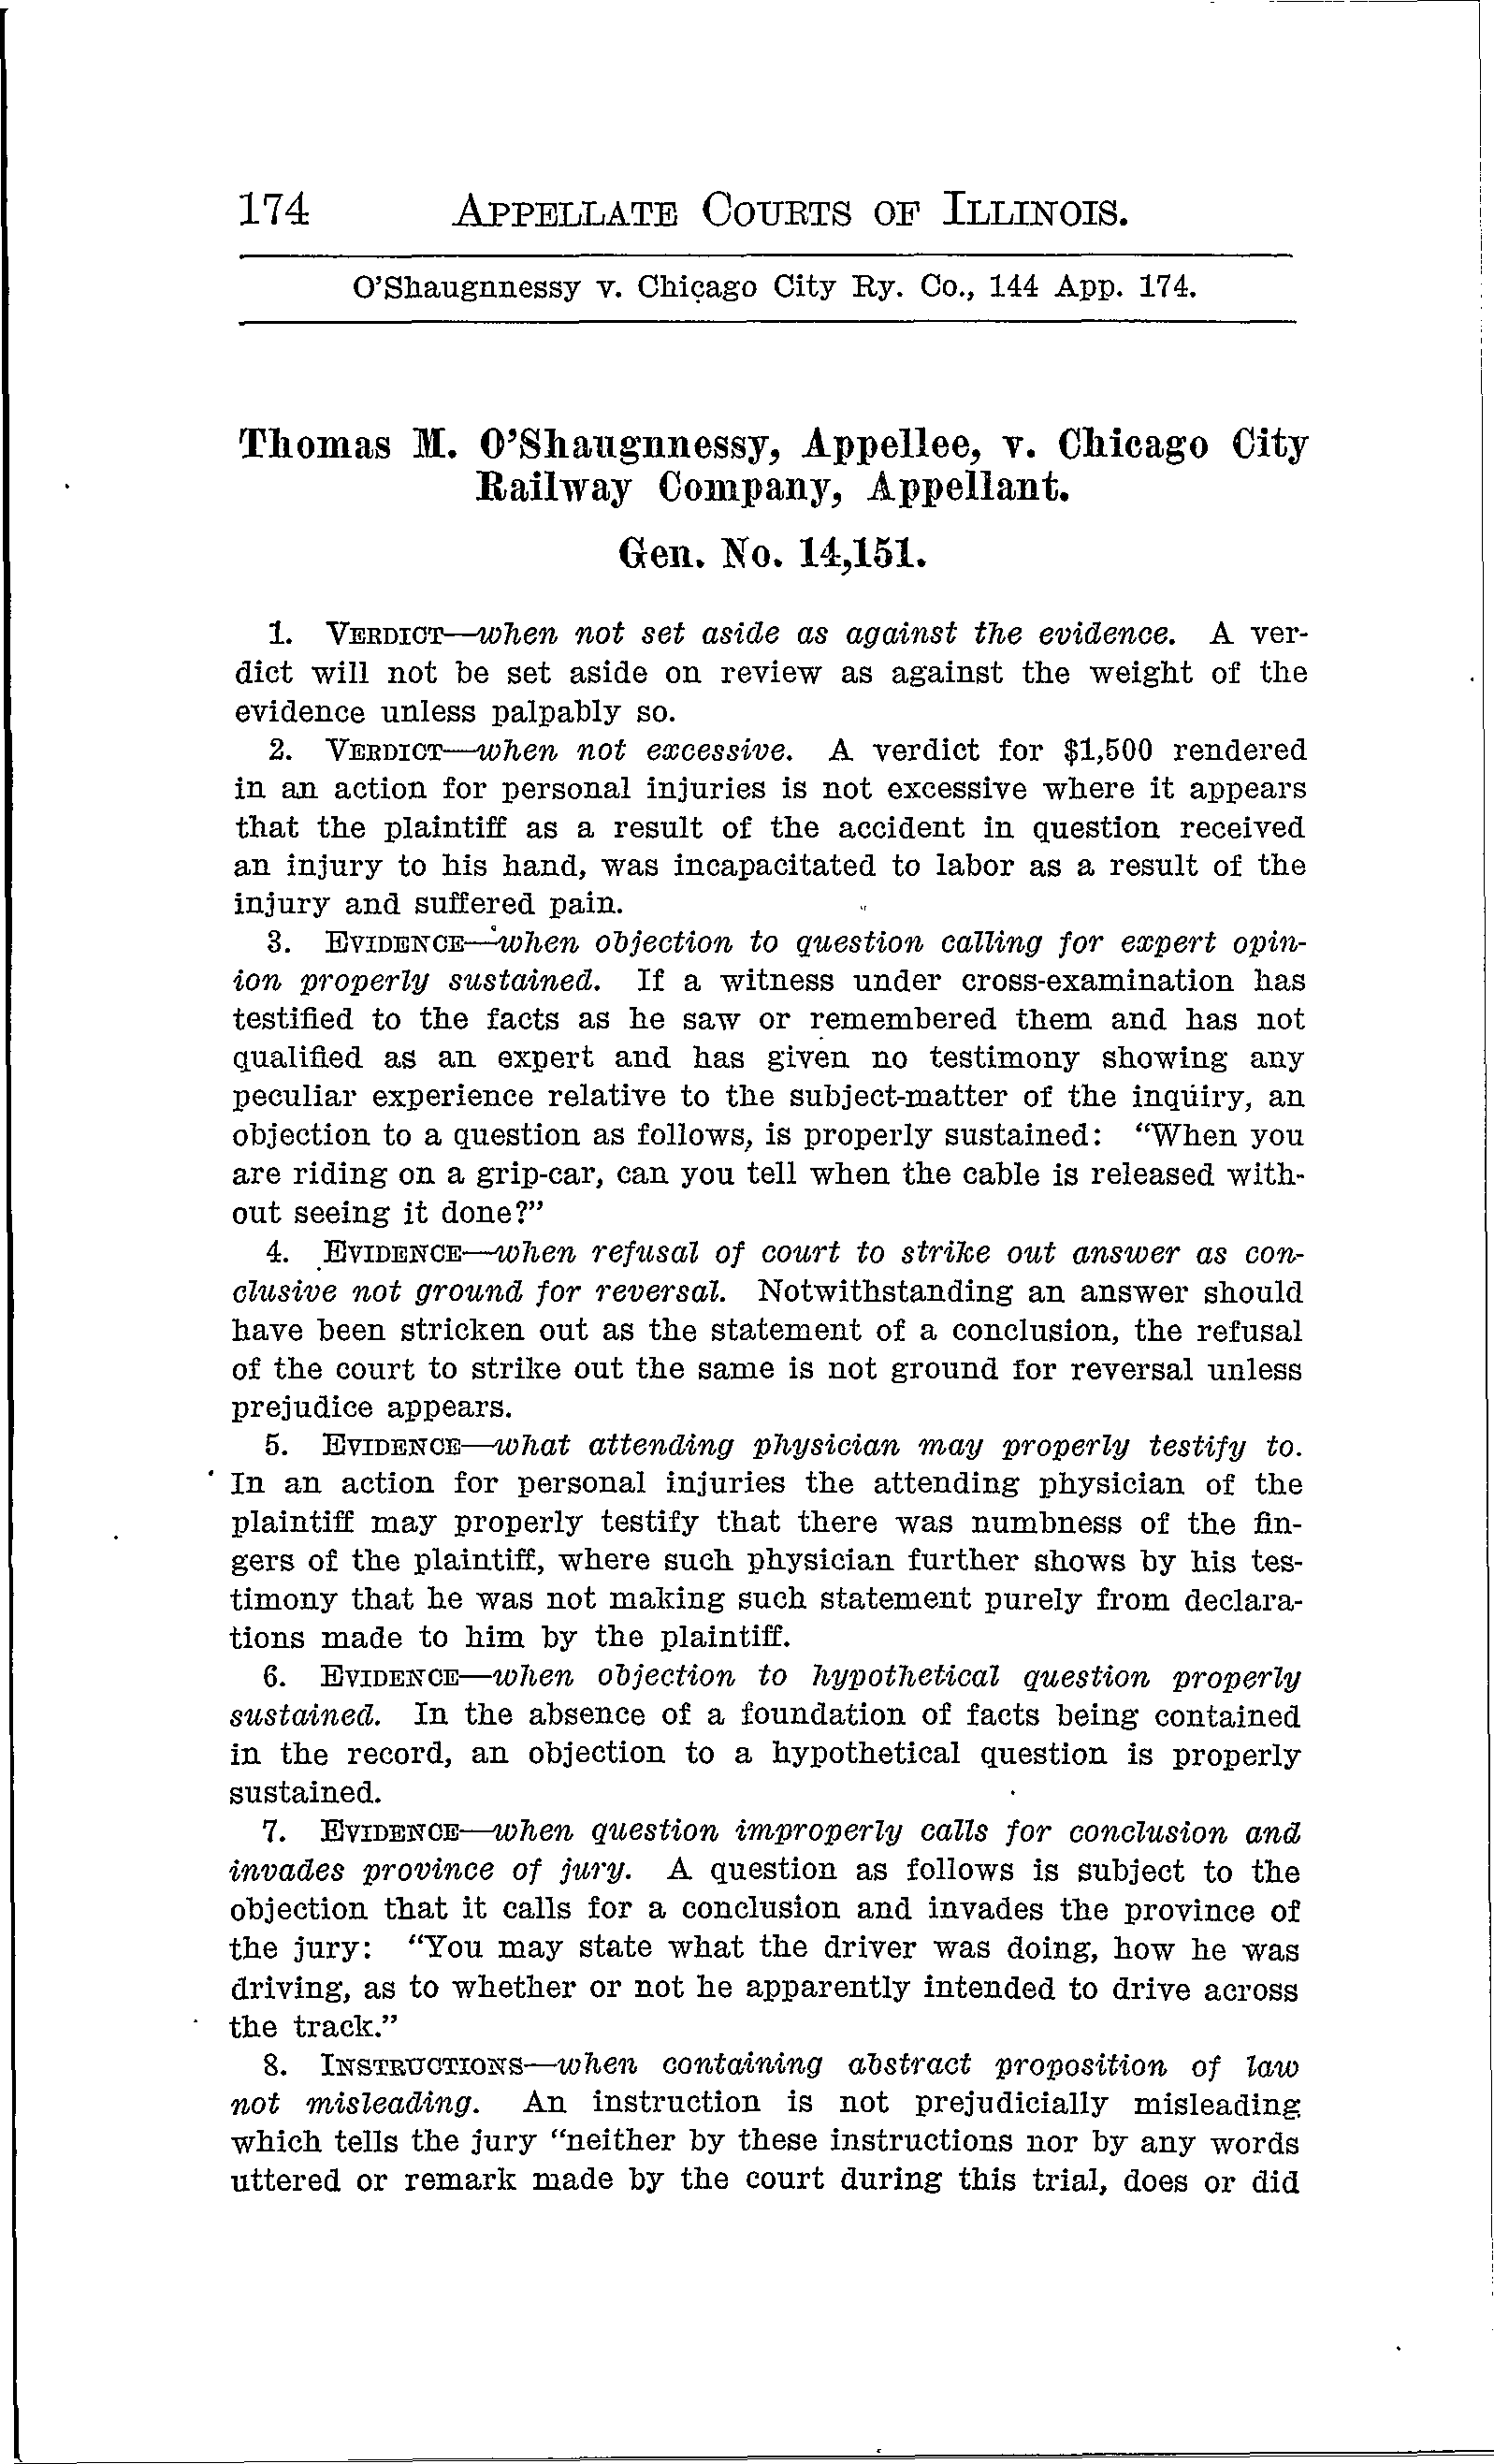 174 APPELLATE COURTS OF ILLINOIS.
O'Shaugnnessy v. Chicago City Ry. Co., 144 App. 174.
Thomas M. O'Shaugnnessy, Appellee, v. Chicago City
Railway Company, Appellant.
Gen. No. 14,151.
1. VERDICT—when not set aside as against the evidence. A ver-
dict will not be set aside on review as against the weight of the
evidence unless palpably so.
2. VERDICT—when not excessive. A verdict for $1,500 rendered
in an action for personal injuries is not excessive where it appears
that the plaintiff as a result of the accident in question received
an injury to his hand, was incapacitated to labor as a result of the
injury and suffered pain.
3. EVIDENCE—when objection to question calling for expert opin-
ion properly sustained. If a witness under cross-examination has
testified to the facts as he saw or remembered them and has not
qualified as an expert and has given no testimony showing any
peculiar experience relative to the subject-matter of the inquiry, an
objection to a question as follows, is properly sustained: “When you
are riding on a grip-car, can you tell when the cable is released with-
out seeing it done?”
4. EVIDENCE—when refusal of court to strike out answer as con-
clusive not ground for reversal. Notwithstanding an answer should
have been stricken out as the statement of a conclusion, the refusal
of the court to strike out the same is not ground for reversal unless
prejudice appears.
5. EVIDENCE—what attending physician may properly testify to.
In an action for personal injuries the attending physician of the
plaintiff may properly testify that there was numbness of the fin-
gers of the plaintiff, where such physician further shows by his tes-
timony that he was not making such statement purely from declara-
tions made to him by the plaintiff.
6. EVIDENCE—when objection to hypothetical question properly
sustained. In the absence of a foundation of facts being contained
in the record, an objection to a hypothetical question is properly
sustained.
7. EVIDENCE—when question improperly calls for conclusion and
invades province of jury. A question as follows is subject to the
objection that it calls for a conclusion and invades the province of
the jury: “You may state what the driver was doing, how he was
driving, as to whether or not he apparently intended to drive across
the track.”
8. INSTRUCTIONS—when containing abstract proposition of law
not misleading. An instruction is not prejudicially misleading
which tells the jury “neither by these instructions nor by any words
uttered or remark made by the court during this trial, does or did